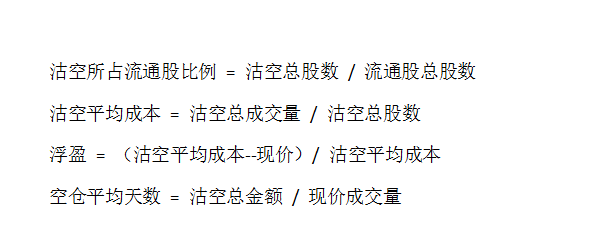 沽空所占流通股比例 = 沽空总股数 / 流通股总股数
沽空平均成本 = 沽空总成交量 / 沽空总股数
浮盈 = （沽空平均成本--现价）/ 沽空平均成本
空仓平均天数 = 沽空总金额 / 现价成交量